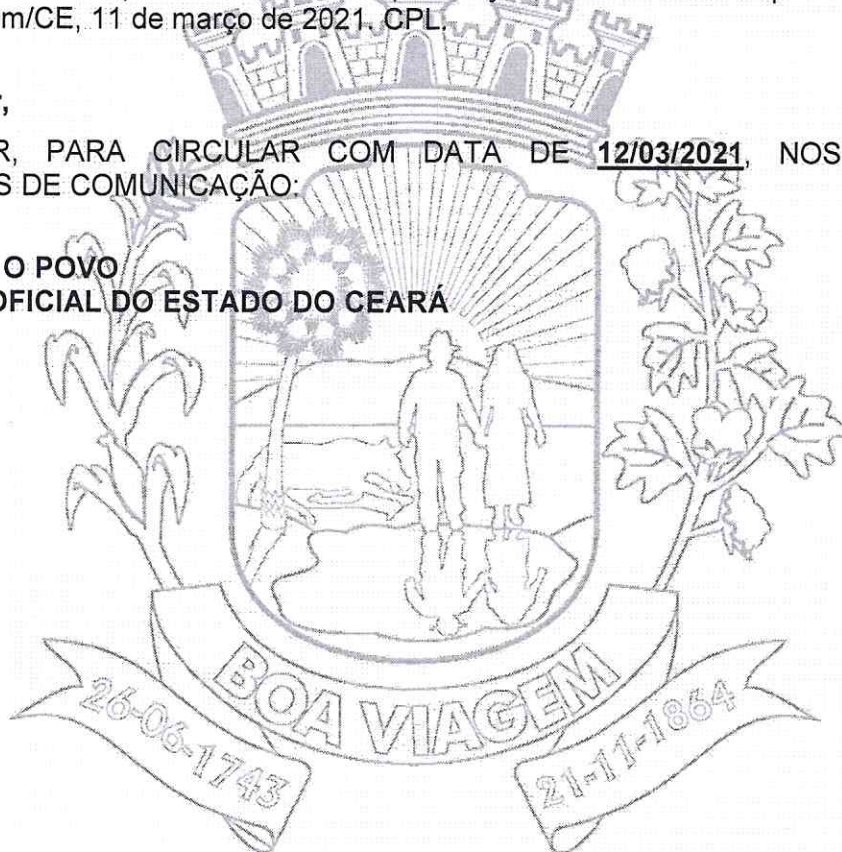 m/CE, 11 de março de 2021. CPL.
R, PARA CIRCULAR COM DATA DE 12/03/2021, NOS
S DE COMUNICAÇÃO:
O POVO
OFICIAL DO ESTADO DO CEARÁ
BOA VIAGEM
26-06-1743
21-11-1864